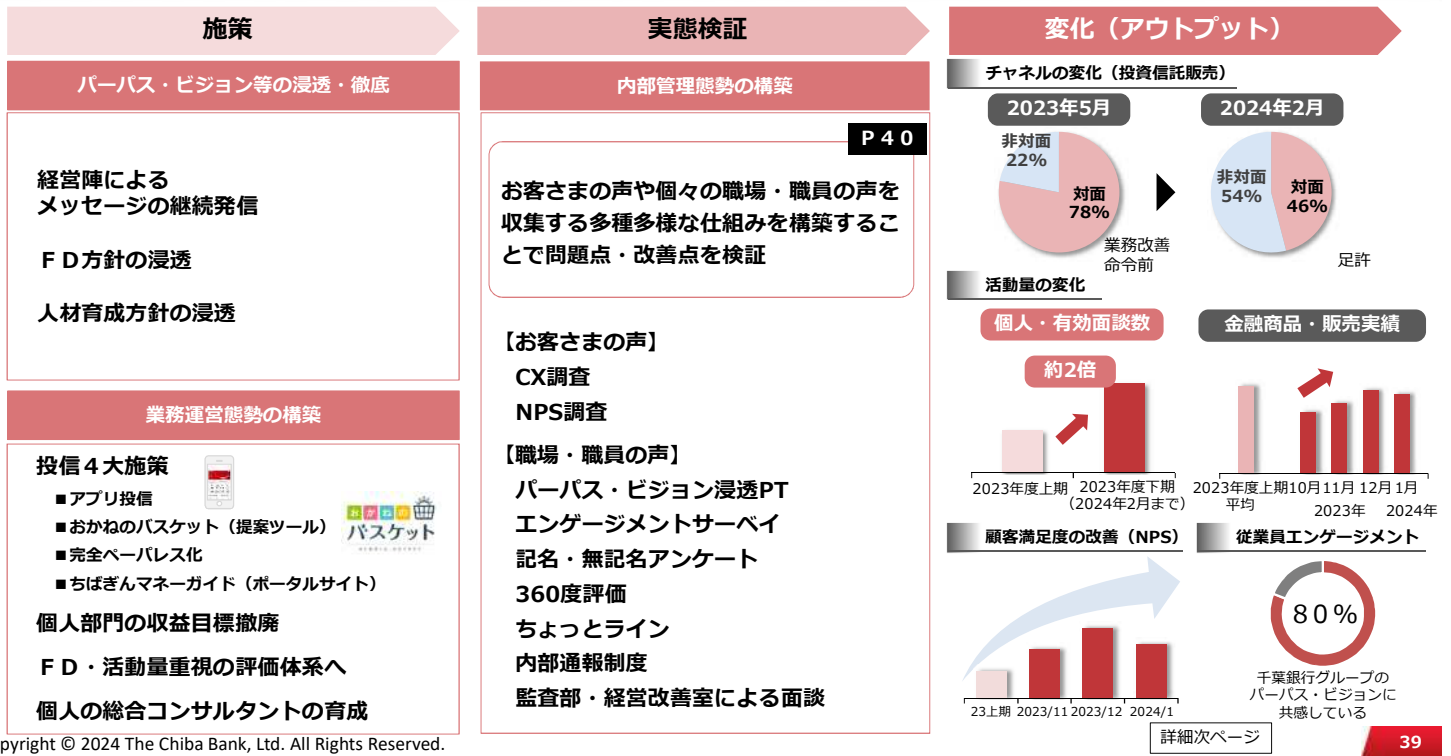 施策
パーパス・ビジョン等の浸透・徹底
経営陣による
メッセージの継続発信
ＦＤ方針の浸透
人材育成方針の浸透
業務運営態勢の構築
投信４大施策
■アプリ投信
■おかねのバスケット（提案ツール）
■完全ペーパレス化
■ちばぎんマネーガイド（ポータルサイト）
おかねの
バスケット
個人部門の収益目標撤廃
ＦＤ・活動量重視の評価体系へ
個人の総合コンサルタントの育成
実態検証
内部管理態勢の構築
Ｐ４０
お客さまの声や個々の職場・職員の声を
収集する多種多様な仕組みを構築するこ
とで問題点・改善点を検証
【お客さまの声】
CX調査
NPS調査
【職場・職員の声】
パーパス・ビジョン浸透PT
エンゲージメントサーベイ
記名・無記名アンケート
360度評価
ちょっとライン
内部通報制度
監査部・経営改善室による面談
変化（アウトプット）
チャネルの変化（投資信託販売）
2023年5月
2024年2月
非対面
22%
対面
78%
業務改善
命令前
非対面
54%
対面
46%
足許
活動量の変化
個人・有効面談数
約2倍
2023年度上期
2023年度下期
（2024年2月まで）
金融商品・販売実績
2023年度上期
平均
10月 11月 12月 1月
2023年 2024年
顧客満足度の改善（NPS）
23上期 2023/11 2023/12 2024/1
従業員エンゲージメント
80%
千葉銀行グループの
パーパス・ビジョンに
共感している
詳細次ページ
pyright © 2024 The Chiba Bank, Ltd. All Rights Reserved.
39